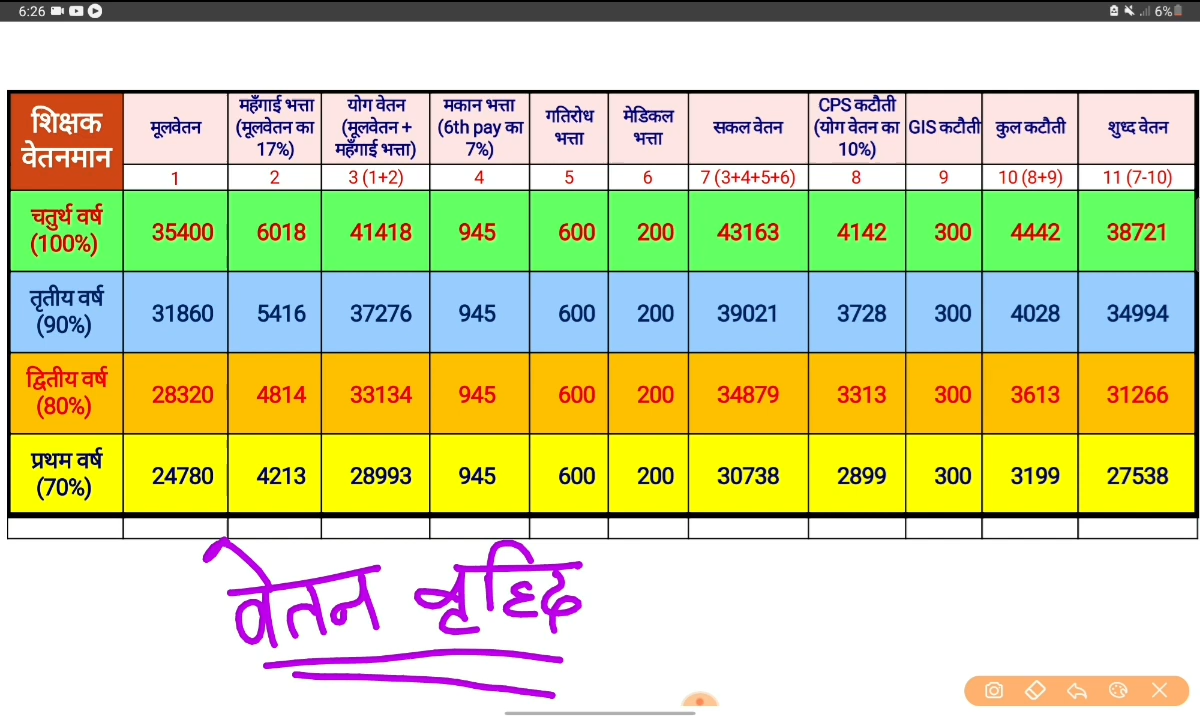 6:26
6%
शिक्षक वेतनमान मूलवेतन महँगाई भत्ता (मूलवेतन का 17%) योग वेतन (मूलवेतन + महँगाई भत्ता) मकान भत्ता (6th pay का 7%) गतिरोध भत्ता मेडिकल भत्ता सकल वेतन CPS कटौती (योग वेतन का 10%) GIS कटौती कुल कटौती शुध्द वेतन
1 2 3 (1+2) 4 5 6 7 (3+4+5+6) 8 9 10 (8+9) 11 (7-10)
चतुर्थ वर्ष (100%) 35400 6018 41418 945 600 200 43163 4142 300 4442 38721
तृतीय वर्ष (90%) 31860 5416 37276 945 600 200 39021 3728 300 4028 34994
द्वितीय वर्ष (80%) 28320 4814 33134 945 600 200 34879 3313 300 3613 31266
प्रथम वर्ष (70%) 24780 4213 28993 945 600 200 30738 2899 300 3199 27538
वेतन वृद्धि